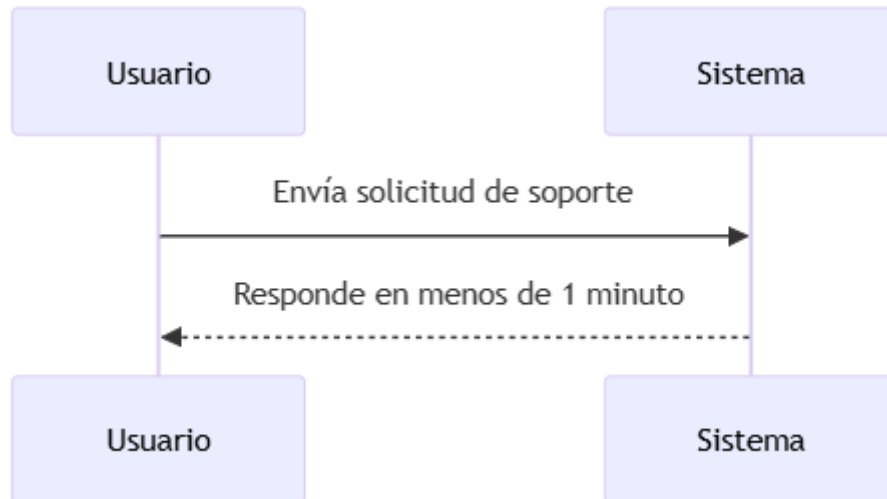 Usuario
Sistema
Envía solicitud de soporte
Responde en menos de 1 minuto
Usuario
Sistema